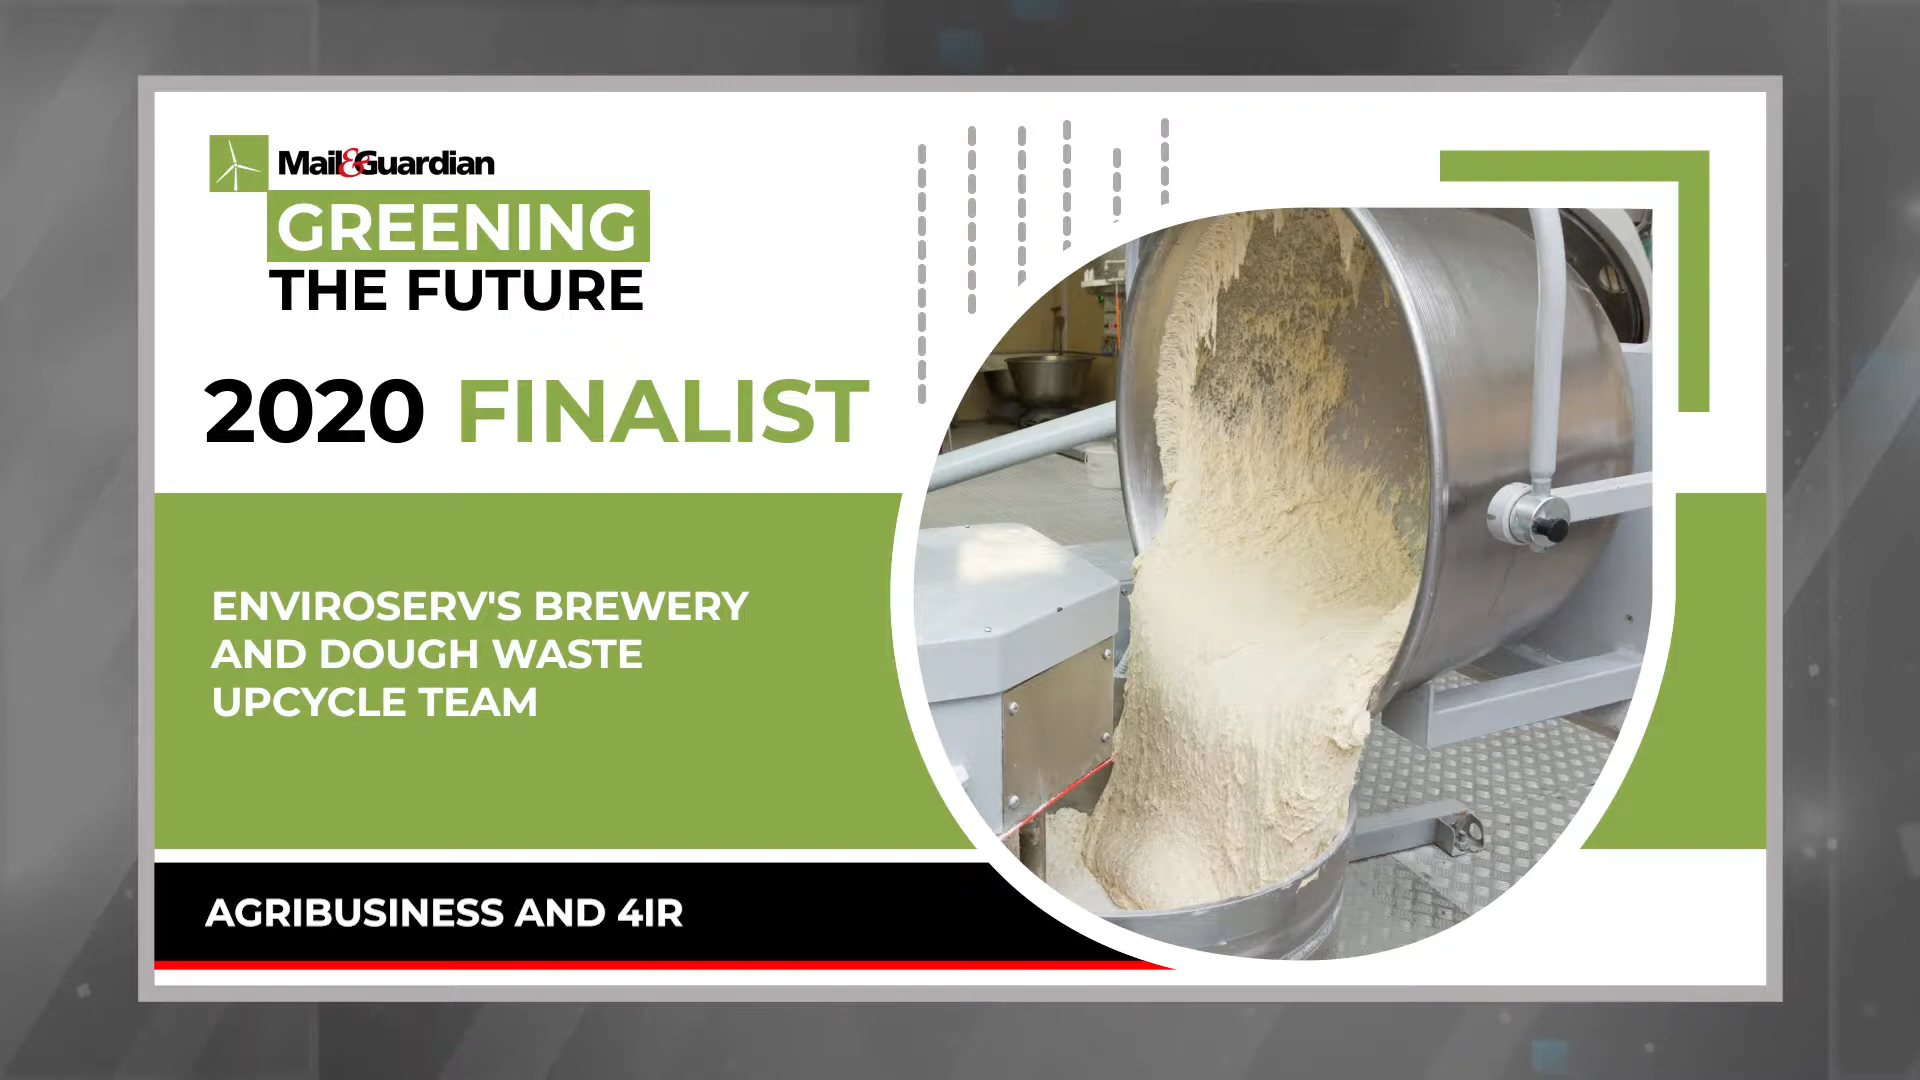 Mail&Guardian
GREENING
THE FUTURE
2020 FINALIST
ENVIROSERV'S BREWERY
AND DOUGH WASTE
UPCYCLE TEAM
AGRIBUSINESS AND 4IR